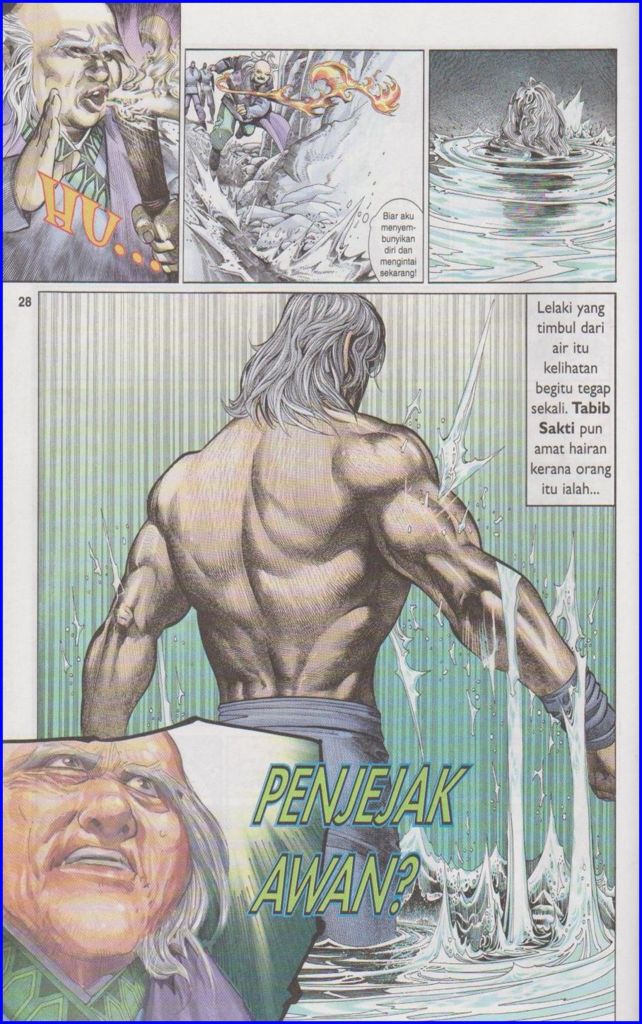 HU...
Biar aku
menyem-
bunyikan
diri dan
mengintai
sekarang!
28
Lelaki yang
timbul dari
air itu
kelihatan
begitu tegap
sekali. Tabib
Sakti pun
amat hairan
kerana orang
itu ialah...
PENJEJAK
AWAN?